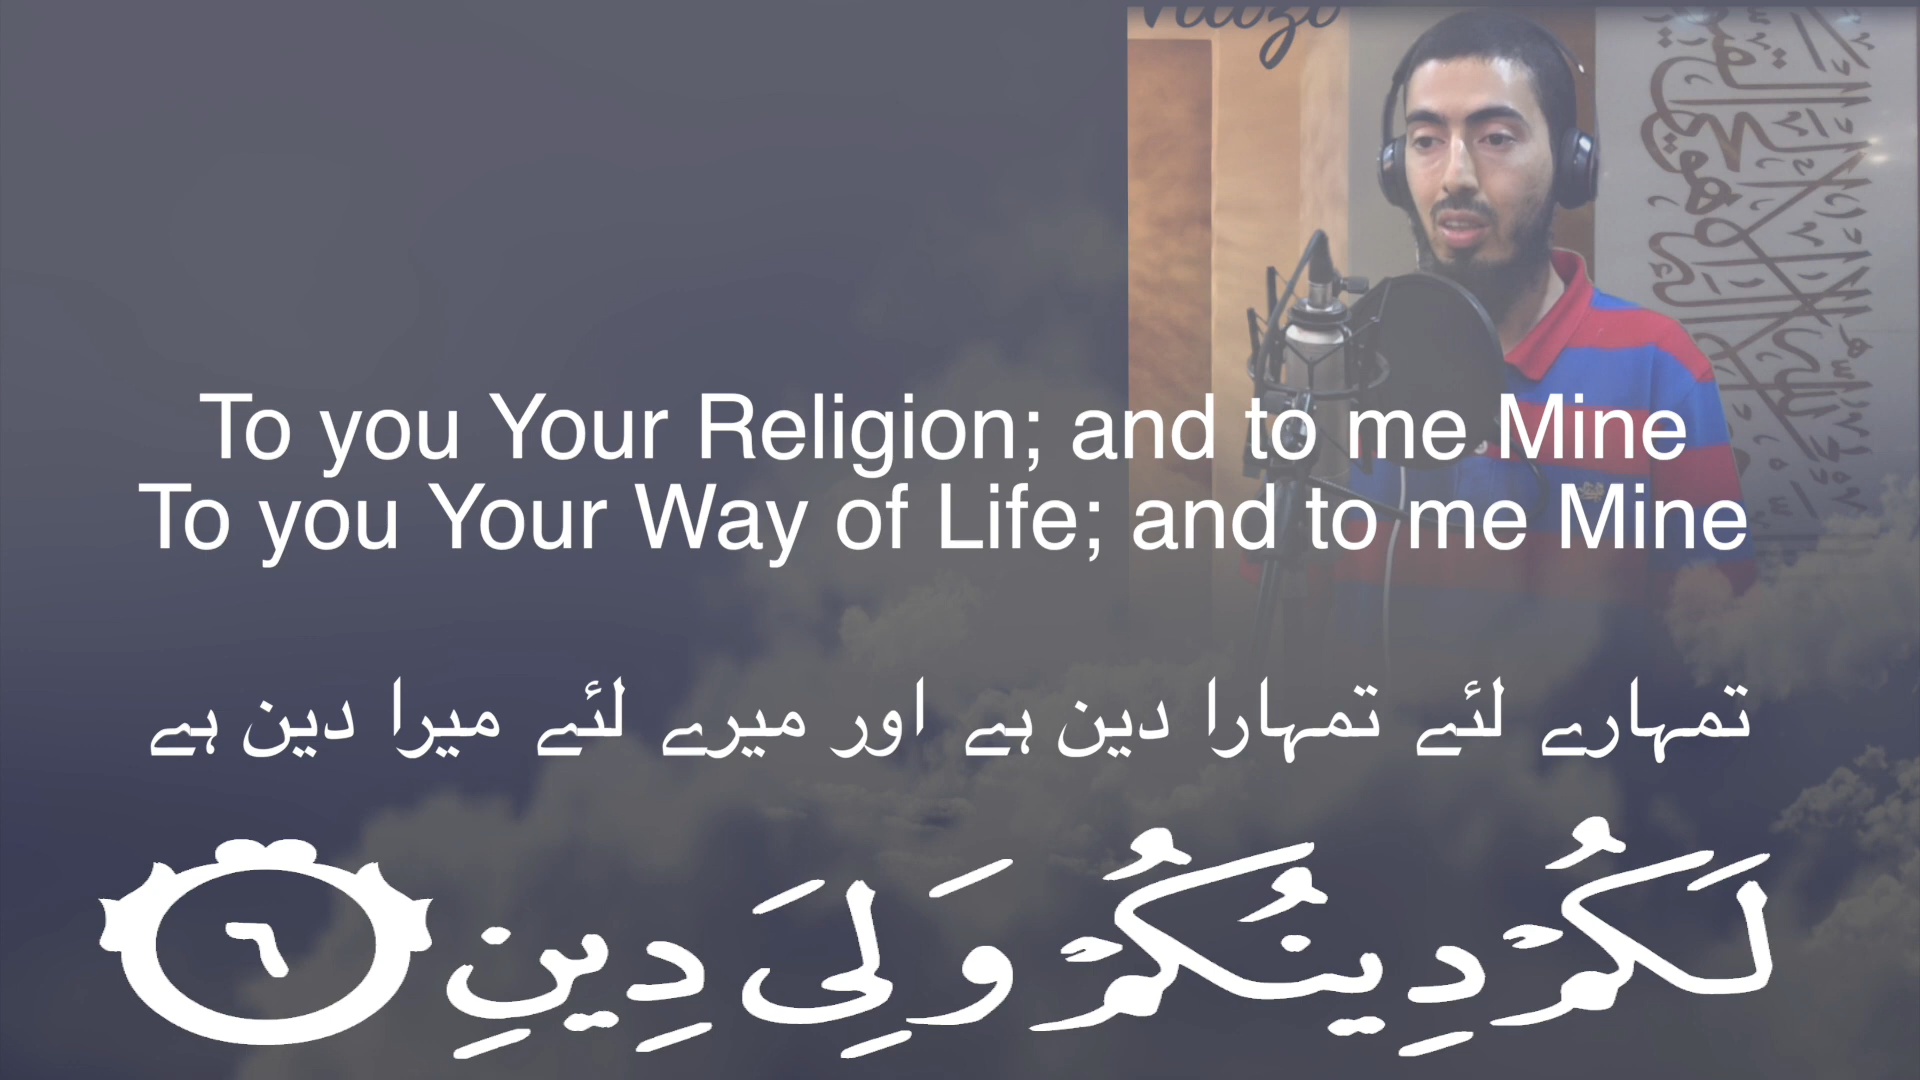 To you Your Religion; and to me Mine
To you Your Way of Life; and to me Mine
تمہارے لئے تمہارا دین ہے اور میرے لئے میرا دین ہے
لَكُمْ دِينُكُمْ وَلِىَ دِينِ ٦